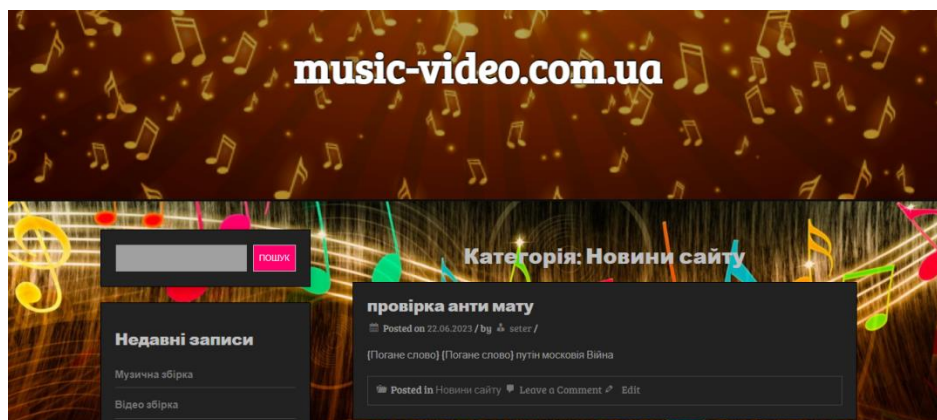 music-video.com.ua
пошук
Категорія: Новини сайту
провірка анти мату
Posted on 22.06.2023 / by seter /
{Погане слово} {Погане слово} путін московія Війна
Posted in Новини сайту Leave a Comment Edit
Недавні записи
Музична збірка
Відео збірка